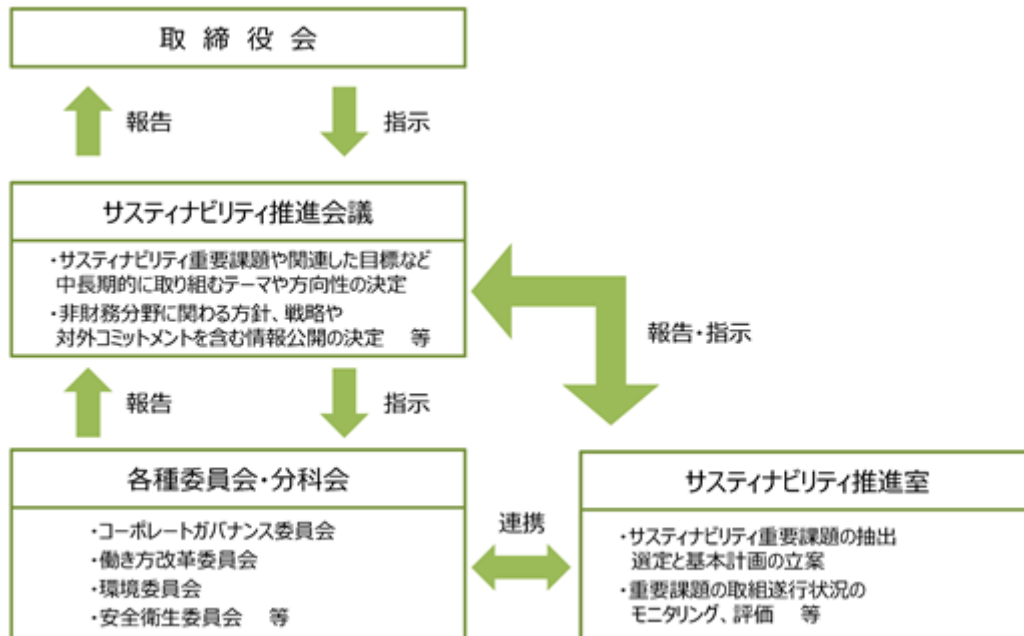 取締役会
報告
指示
サスティナビリティ推進会議
・サスティナビリティ重要課題や関連した目標など
中長期的に取り組むテーマや方向性の決定
・非財務分野に関わる方針、戦略や
対外コミットメントを含む情報公開の決定 等
報告・指示
報告
指示
各種委員会・分科会
・コーポレートガバナンス委員会
・働き方改革委員会
・環境委員会
・安全衛生委員会 等
連携
サスティナビリティ推進室
・サスティナビリティ重要課題の抽出
選定と基本計画の立案
・重要課題の取組遂行状況の
モニタリング、評価 等